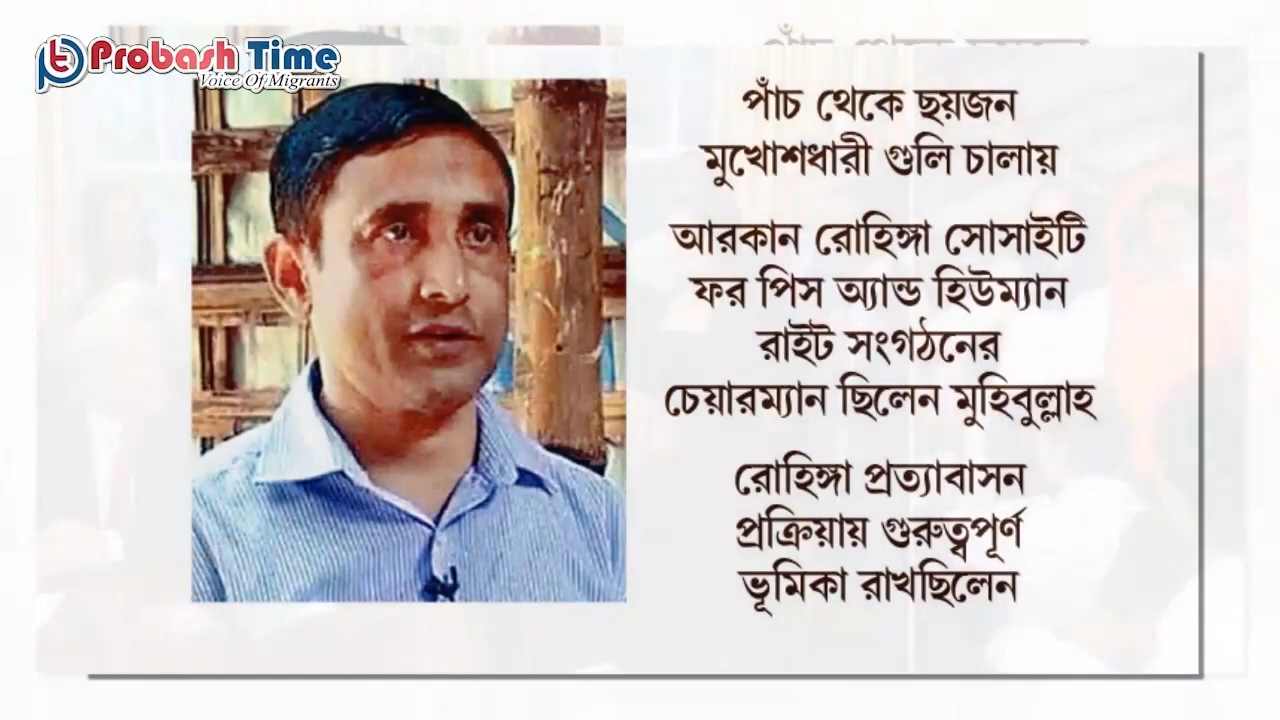 Probash Time
Voice Of Migrants
পাঁচ থেকে ছয়জন
মুখোশধারী গুলি চালায়
আরকান রোহিঙ্গা সোসাইটি
ফর পিস অ্যান্ড হিউম্যান
রাইট সংগঠনের
চেয়ারম্যান ছিলেন মুহিবুল্লাহ
রোহিঙ্গা প্রত্যাবাসন
প্রক্রিয়ায় গুরুত্বপূর্ণ
ভূমিকা রাখছিলেন